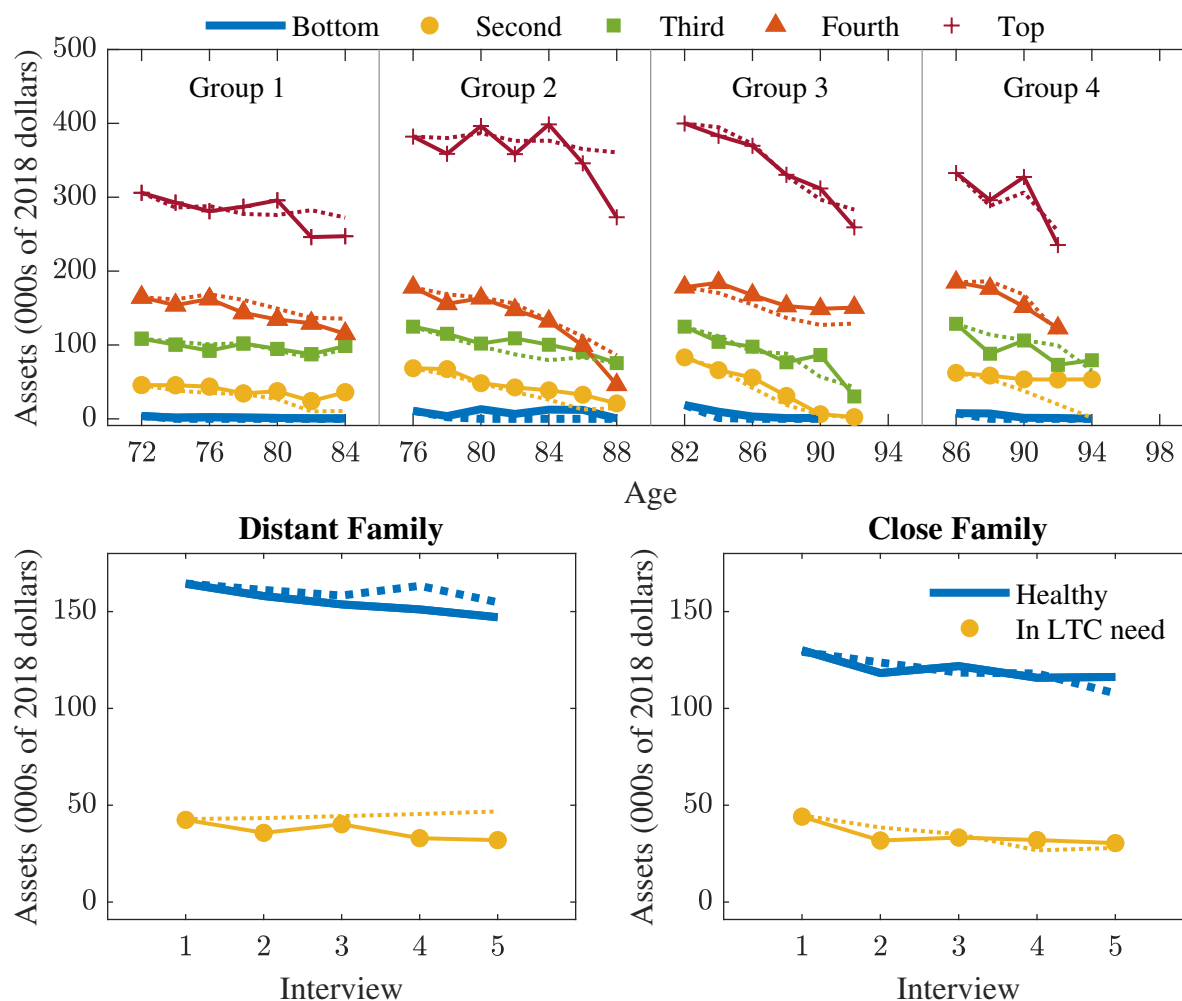 Bottom Second Third Fourth Top
500
400
300
200
100
0
Assets (000s of 2018 dollars)
Group 1 Group 2 Group 3 Group 4
72 76 80 84 76 80 84 88 82 86 90 94 86 90 94 98
Age
Distant Family
150
100
50
0
Assets (000s of 2018 dollars)
1 2 3 4 5
Interview
Close Family
Healthy
In LTC need
150
100
50
0
Assets (000s of 2018 dollars)
1 2 3 4 5
Interview